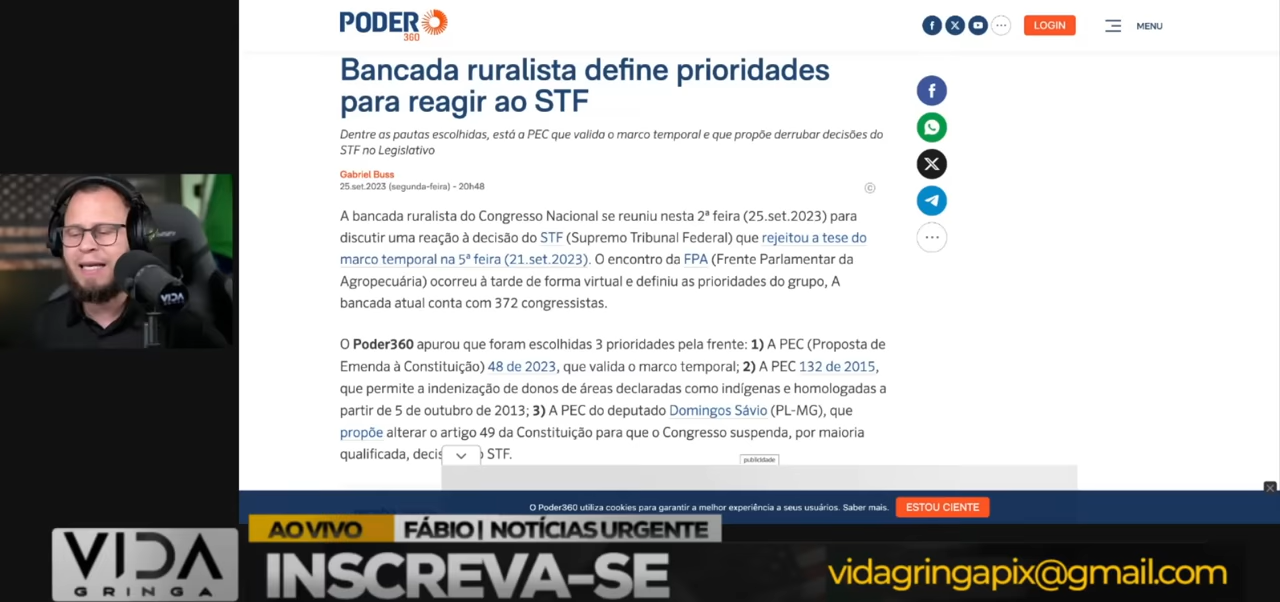 PODER
360
LOGIN
MENU
Bancada ruralista define prioridades
para reagir ao STF
Dentre as pautas escolhidas, está a PEC que valida o marco temporal e que propõe derrubar decisões do
STF no Legislativo
Gabriel Buss
25.set.2023 (segunda-feira) - 20h48
A bancada ruralista do Congresso Nacional se reuniu nesta 2ª feira (25.set.2023) para
discutir uma reação à decisão do STF (Supremo Tribunal Federal) que rejeitou a tese do
marco temporal na 5ª feira (21.set.2023). O encontro da FPA (Frente Parlamentar da
Agropecuária) ocorreu à tarde de forma virtual e definiu as prioridades do grupo, A
bancada atual conta com 372 congressistas.
O Poder360 apurou que foram escolhidas 3 prioridades pela frente: 1) A PEC (Proposta de
Emenda à Constituição) 48 de 2023, que valida o marco temporal; 2) A PEC 132 de 2015,
que permite a indenização de donos de áreas declaradas como indígenas e homologadas a
partir de 5 de outubro de 2013; 3) A PEC do deputado Domingos Sávio (PL-MG), que
propõe alterar o artigo 49 da Constituição para que o Congresso suspenda, por maioria
qualificada, STF.
publicidade
O Poder360 utiliza cookies para garantir a melhor experiência a seus usuários. Saber mais.
ESTOU CIENTE
VIDA
AO VIVO
FÁBIO | NOTÍCIAS URGENTE
VIDA
GRINGA
INSCREVA-SE
vidagringapix@gmail.com